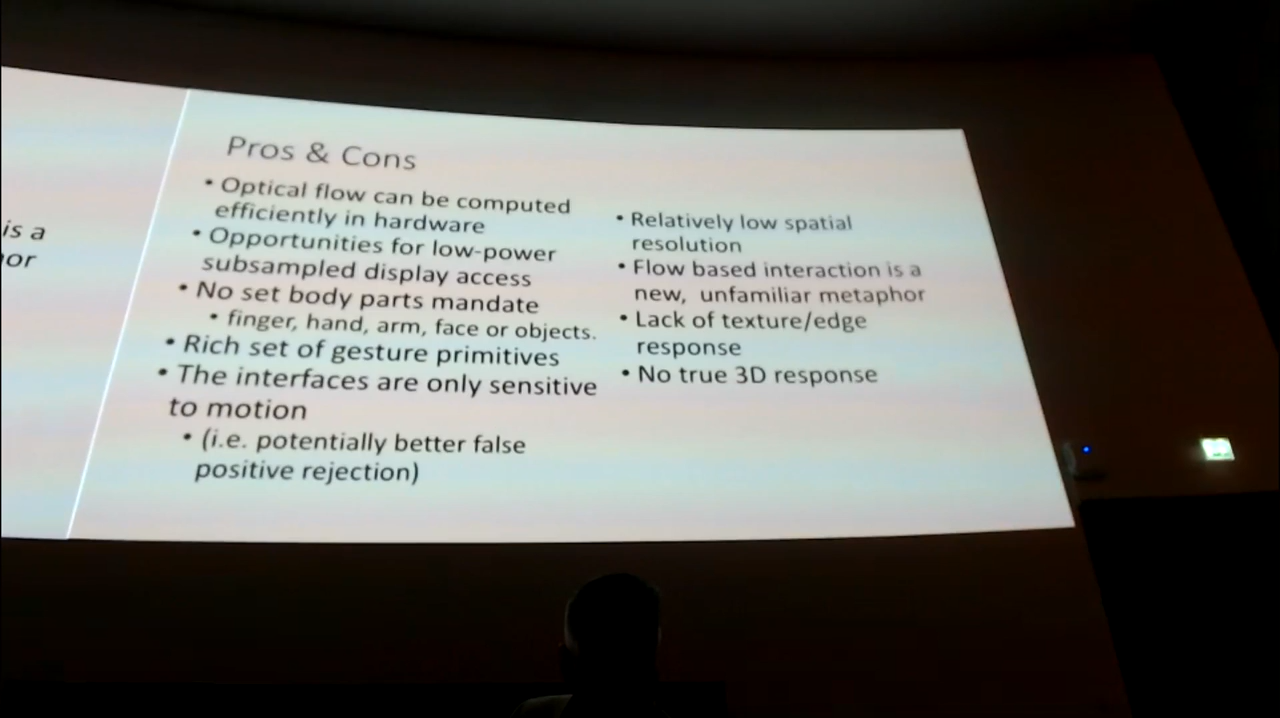 is a
or
Pros & Cons
• Optical flow can be computed
efficiently in hardware
• Opportunities for low-power
subsampled display access
• No set body parts mandate
• finger, hand, arm, face or objects.
• Rich set of gesture primitives
• The interfaces are only sensitive
to motion
• (i.e. potentially better false
positive rejection)
• Relatively low spatial
resolution
• Flow based interaction is a
new, unfamiliar metaphor
• Lack of texture/edge
response
• No true 3D response